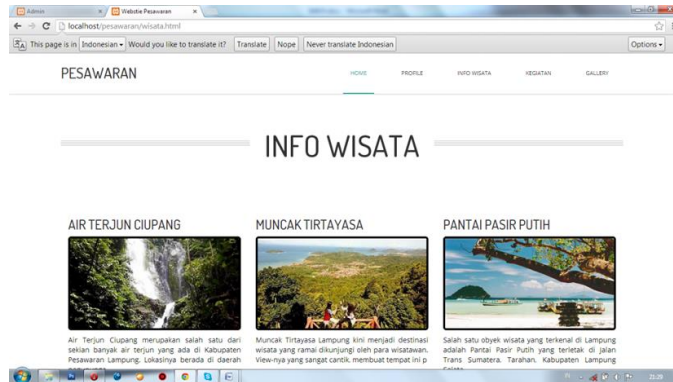 Admin
Webstie Pesawaran
localhost/pesawaran/wisata.html
This page is in Indonesian Would you like to translate it? Translate Nope Never translate Indonesian Options
PESAWARAN
HOME PROFILE INFO WISATA KEGIATAN GALLERY
INFO WISATA
AIR TERJUN CIUPANG
Air Terjun Ciupang merupakan salah satu dari
sekian banyak air terjun yang ada di Kabupaten
Pesawaran Lampung. Lokasinya berada di daerah
MUNCAK TIRTAYASA
Muncak Tirtayasa Lampung kini menjadi destinasi
wisata yang ramai dikunjungi oleh para wisatawan.
View-nya yang sangat cantik, membuat tempat ini p
PANTAI PASIR PUTIH
Salah satu obyek wisata yang terkenal di Lampung
adalah Pantai Pasir Putih yang terletak di jalan
Trans Sumatera, Tarahan, Kabupaten Lampung
21:20